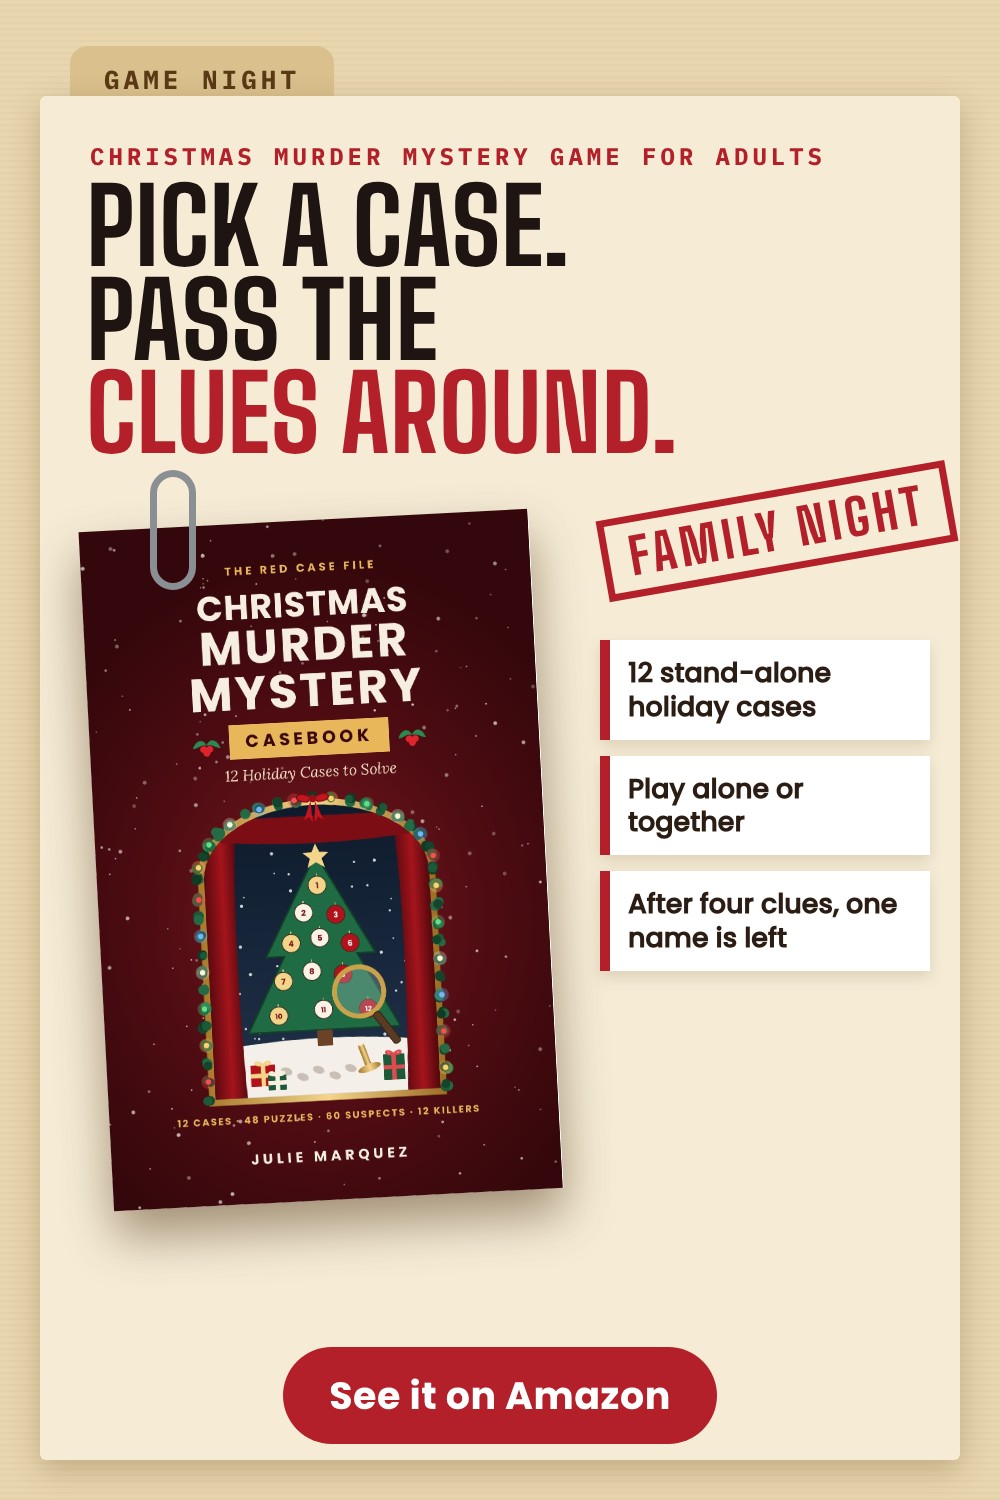 GAME NIGHT
CHRISTMAS MURDER MYSTERY GAME FOR ADULTS
PICK A CASE.
PASS THE
CLUES AROUND.
FAMILY NIGHT
THE RED CASE FILE
CHRISTMAS
MURDER
MYSTERY
CASEBOOK
12 Holiday Cases to Solve
1
2
3
4
5
6
7
8
10
11
12
12 CASES · 48 PUZZLES · 60 SUSPECTS · 12 KILLERS
JULIE MARQUEZ
12 stand-alone
holiday cases
Play alone or
together
After four clues, one
name is left
See it on Amazon